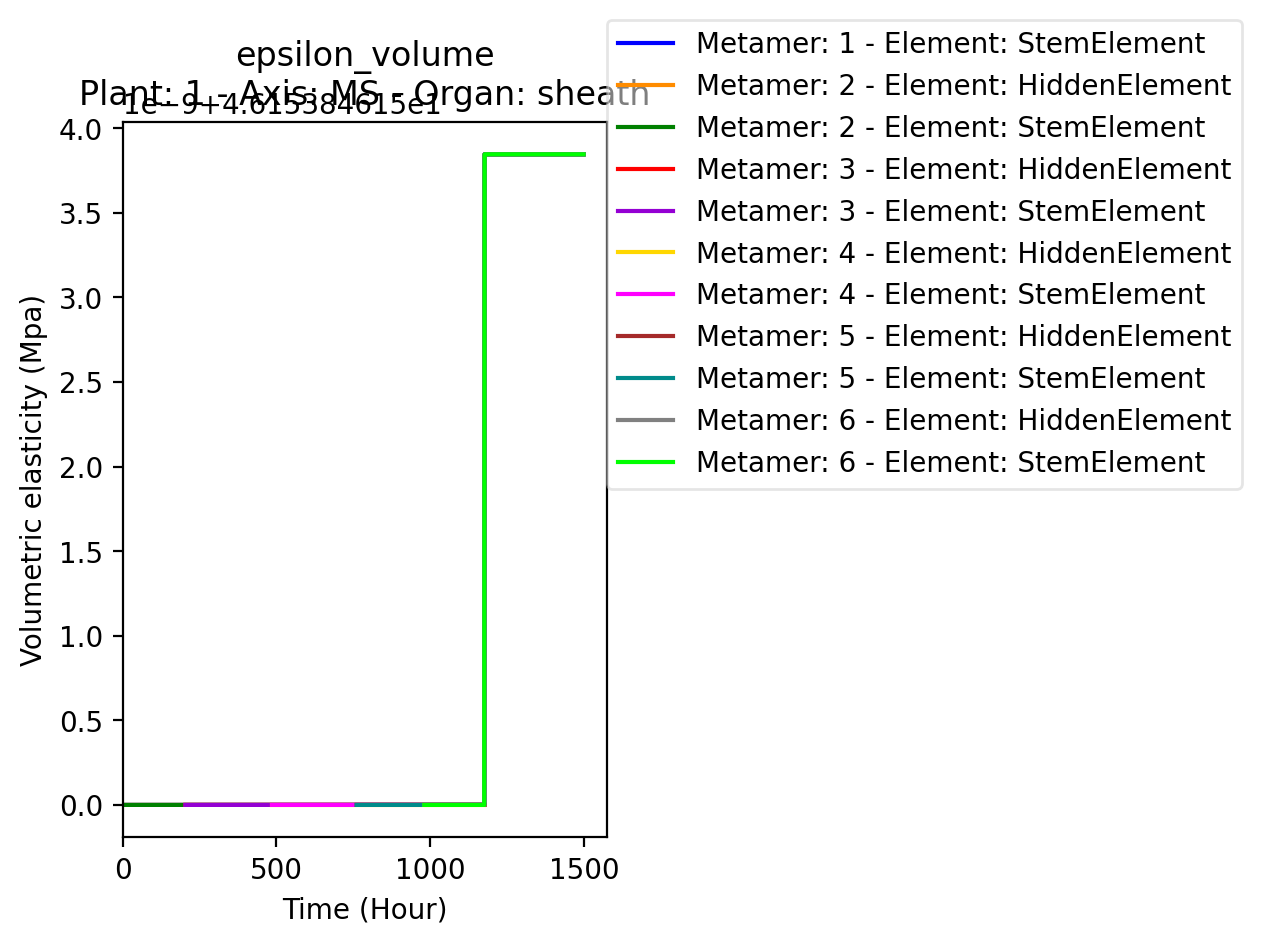 epsilon_volume
Plant: 1 - Axis: MS - Organ: sheath
1e−9+4.615384615e1
4.0
3.5
3.0
2.5
2.0
1.5
1.0
0.5
0.0
Volumetric elasticity (Mpa)
0 500 1000 1500
Time (Hour)
Metamer: 1 - Element: StemElement
Metamer: 2 - Element: HiddenElement
Metamer: 2 - Element: StemElement
Metamer: 3 - Element: HiddenElement
Metamer: 3 - Element: StemElement
Metamer: 4 - Element: HiddenElement
Metamer: 4 - Element: StemElement
Metamer: 5 - Element: HiddenElement
Metamer: 5 - Element: StemElement
Metamer: 6 - Element: HiddenElement
Metamer: 6 - Element: StemElement